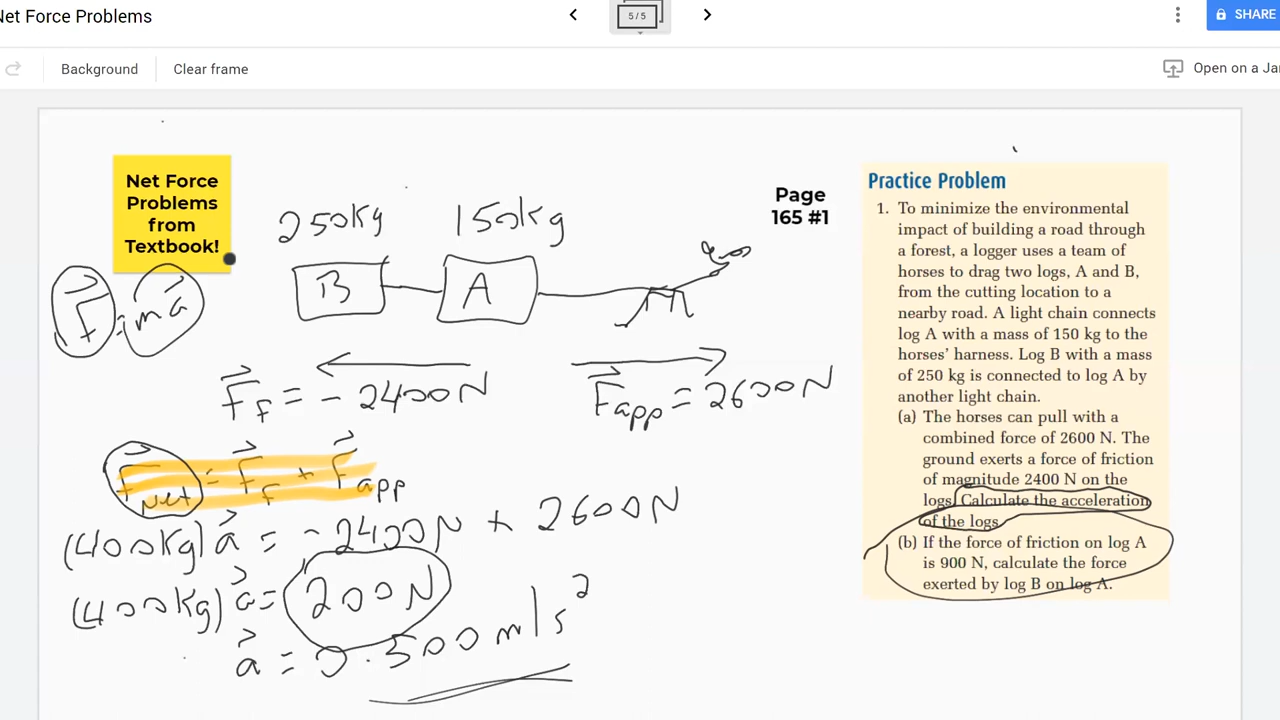 Net Force Problems
5 / 5
SHARE
Background
Clear frame
Open on a Ja
Net Force
Problems
from
Textbook!
250kg
150kg
B
A
F = ma
Ff = - 2400N
Fapp = 2600N
Fnet = Ff + Fapp
(400kg) a = - 2400N + 2600N
(400kg) a = 200N
a = 0.500 m/s²
Page
165 #1
Practice Problem
1. To minimize the environmental
impact of building a road through
a forest, a logger uses a team of
horses to drag two logs, A and B,
from the cutting location to a
nearby road. A light chain connects
log A with a mass of 150 kg to the
horses' harness. Log B with a mass
of 250 kg is connected to log A by
another light chain.
(a) The horses can pull with a
combined force of 2600 N. The
ground exerts a force of friction
of magnitude 2400 N on the
logs. Calculate the acceleration
of the logs.
(b) If the force of friction on log A
is 900 N, calculate the force
exerted by log B on log A.